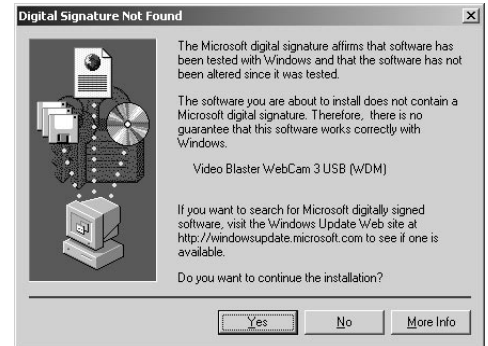 Digital Signature Not Found
The Microsoft digital signature affirms that software has
been tested with Windows and that the software has not
been altered since it was tested.
The software you are about to install does not contain a
Microsoft digital signature. Therefore, there is no
guarantee that this software works correctly with
Windows.
Video Blaster WebCam 3 USB (WDM)
If you want to search for Microsoft digitally signed
software, visit the Windows Update Web site at
http://windowsupdate.microsoft.com to see if one is
available.
Do you want to continue the installation?
Yes No More Info